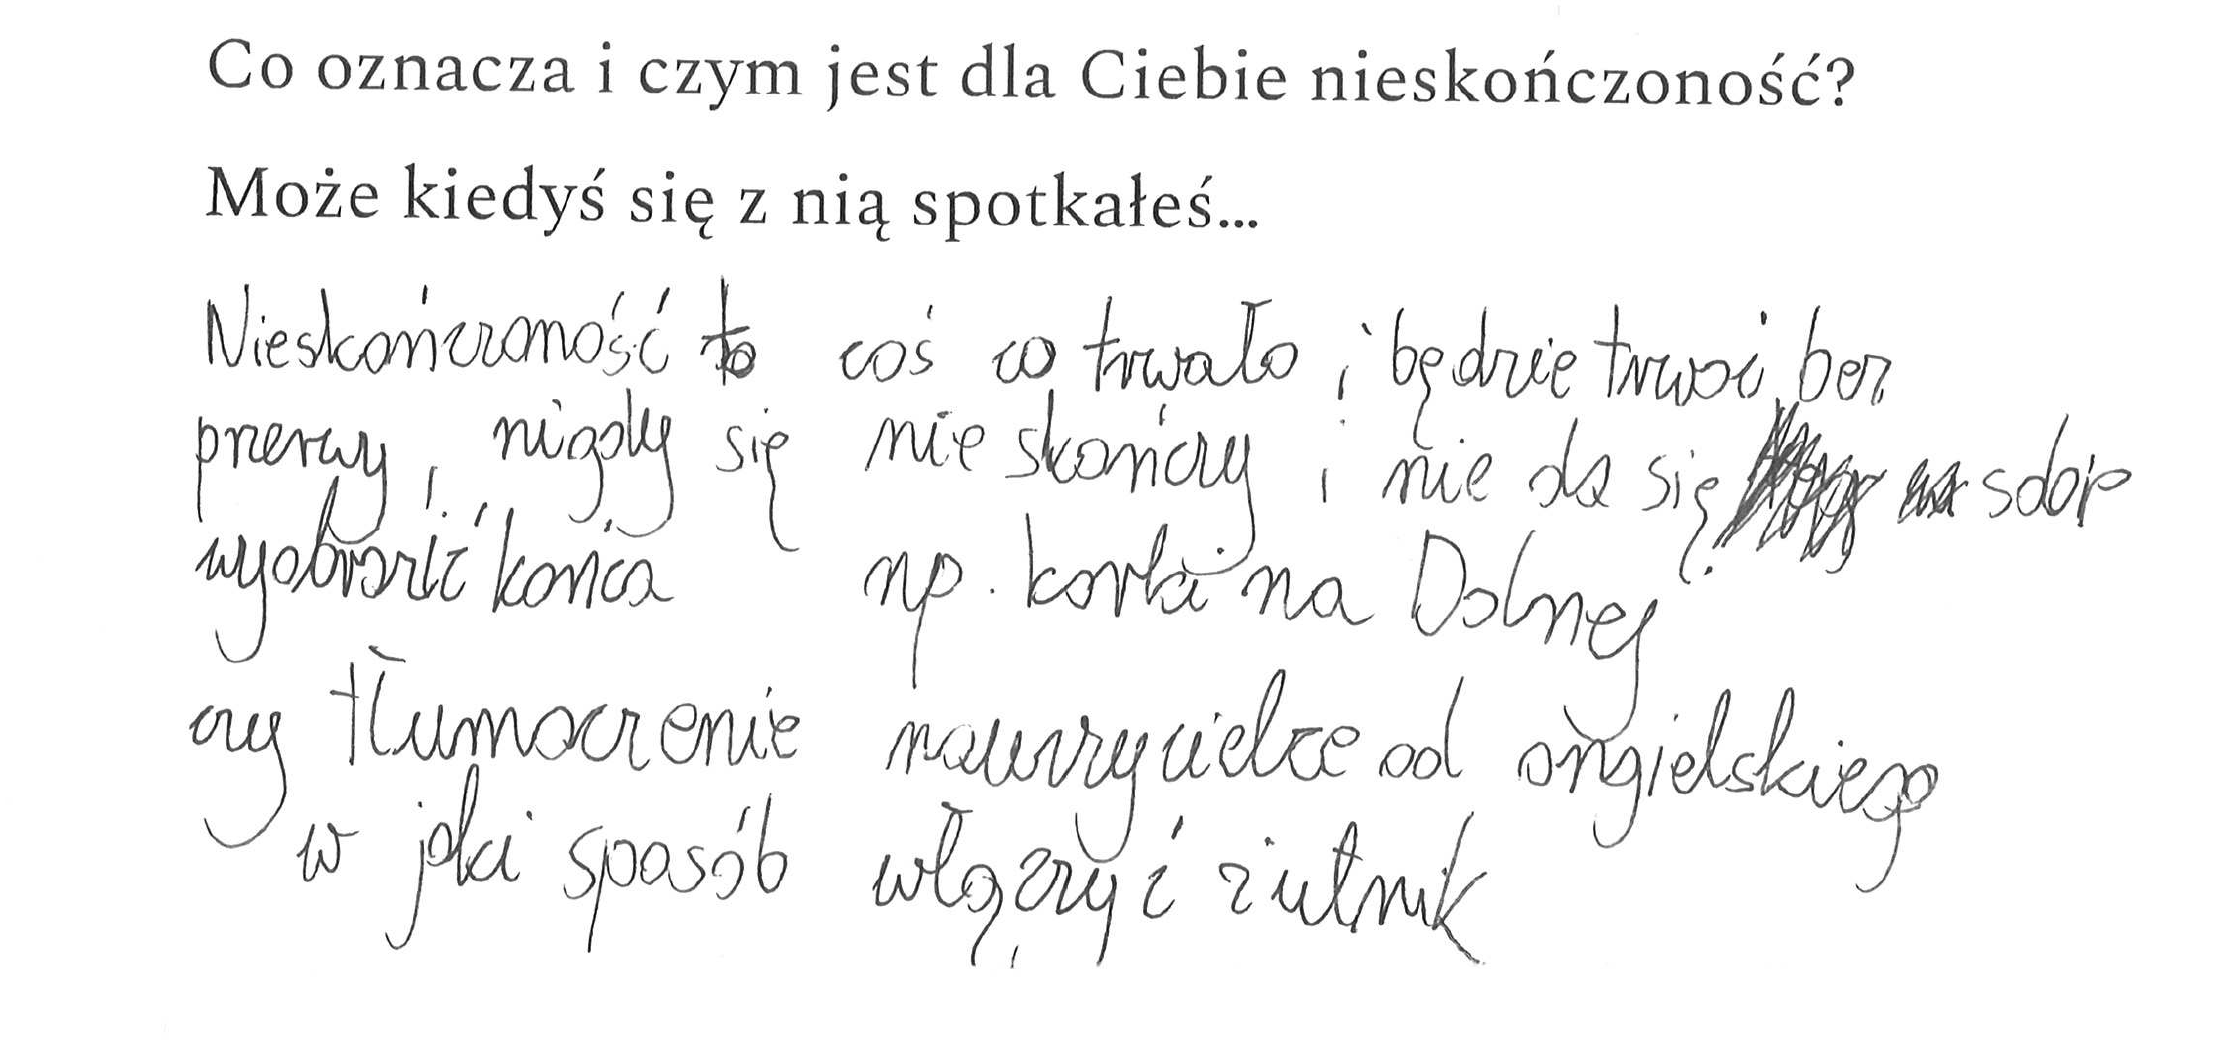 Co oznacza i czym jest dla Ciebie nieskończoność?
Może kiedyś się z nią spotkałeś...
Nieskończoność to coś co trwało i będzie trwać bez
przerwy, nigdy się nie skończy i nie da się sobie
wyobrazić końca np. korki na Dolnej
czy tłumaczenie nauczycielce od angielskiego
w jaki sposób włączyć rzutnik